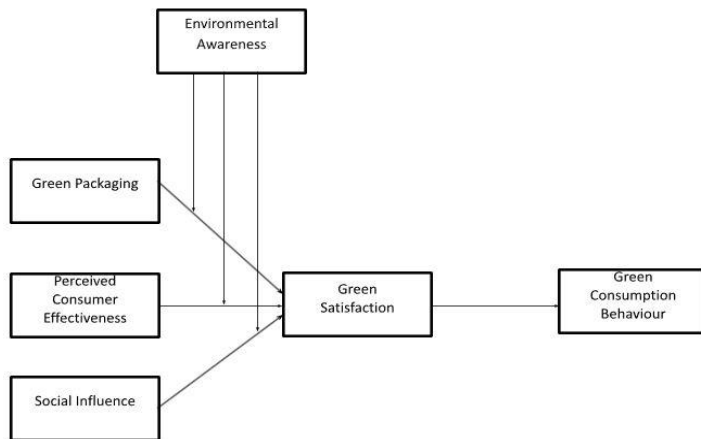 Environmental
Awareness
Green Packaging
Perceived
Consumer
Effectiveness
Green
Satisfaction
Green
Consumption
Behaviour
Social Influence